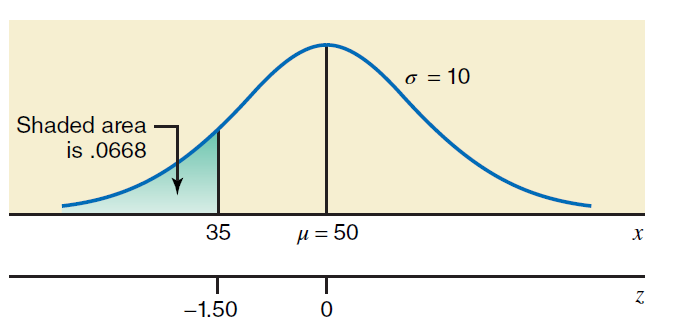 σ = 10
Shaded area
is .0668
35
μ = 50
x
–1.50
0
z